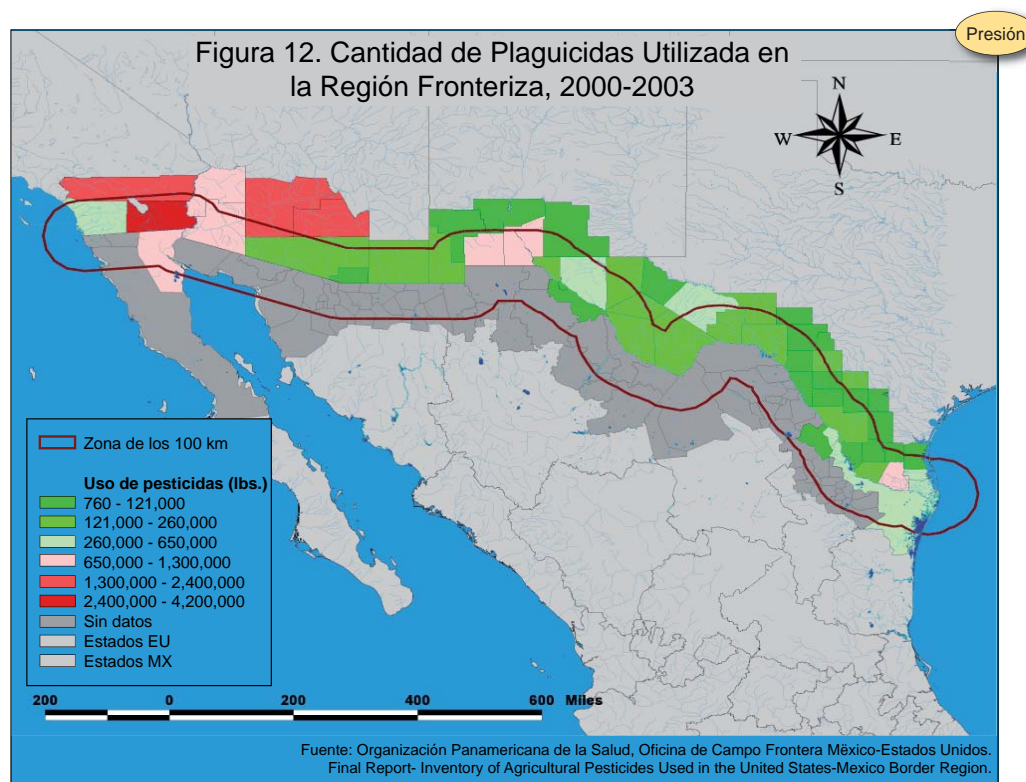 Presión
Figura 12. Cantidad de Plaguicidas Utilizada en
la Región Fronteriza, 2000-2003
N
W E
S
Zona de los 100 km
Uso de pesticidas (lbs.)
760 - 121,000
121,000 - 260,000
260,000 - 650,000
650,000 - 1,300,000
1,300,000 - 2,400,000
2,400,000 - 4,200,000
Sin datos
Estados EU
Estados MX
200 0 200 400 600 Miles
Fuente: Organización Panamericana de la Salud, Oficina de Campo Frontera Mëxico-Estados Unidos.
Final Report- Inventory of Agricultural Pesticides Used in the United States-Mexico Border Region.